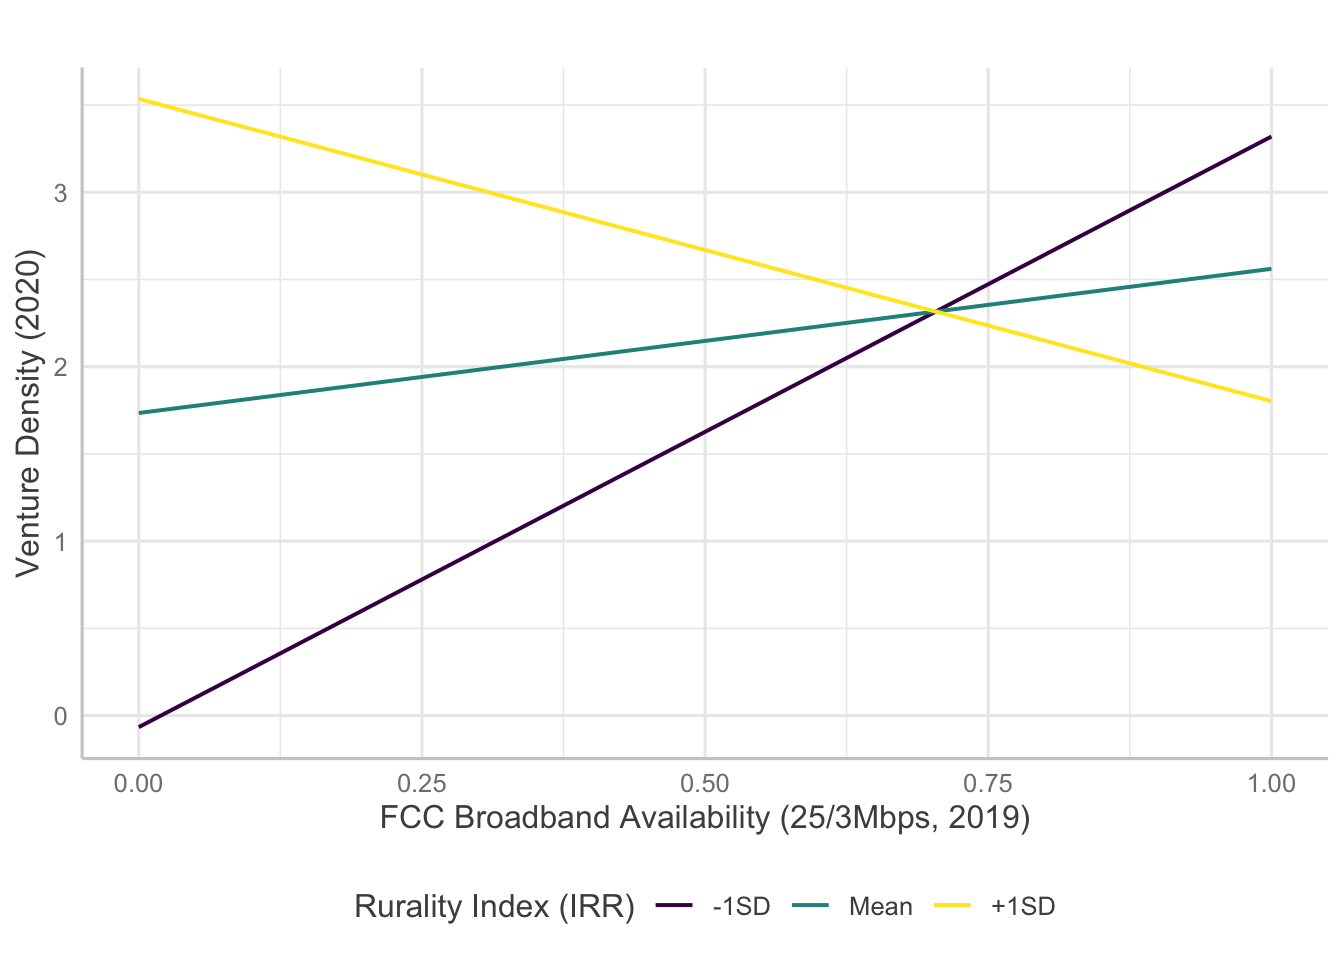 Venture Density (2020)
3
2
1
0
0.00 0.25 0.50 0.75 1.00
FCC Broadband Availability (25/3Mbps, 2019)
Rurality Index (IRR) -1SD Mean +1SD